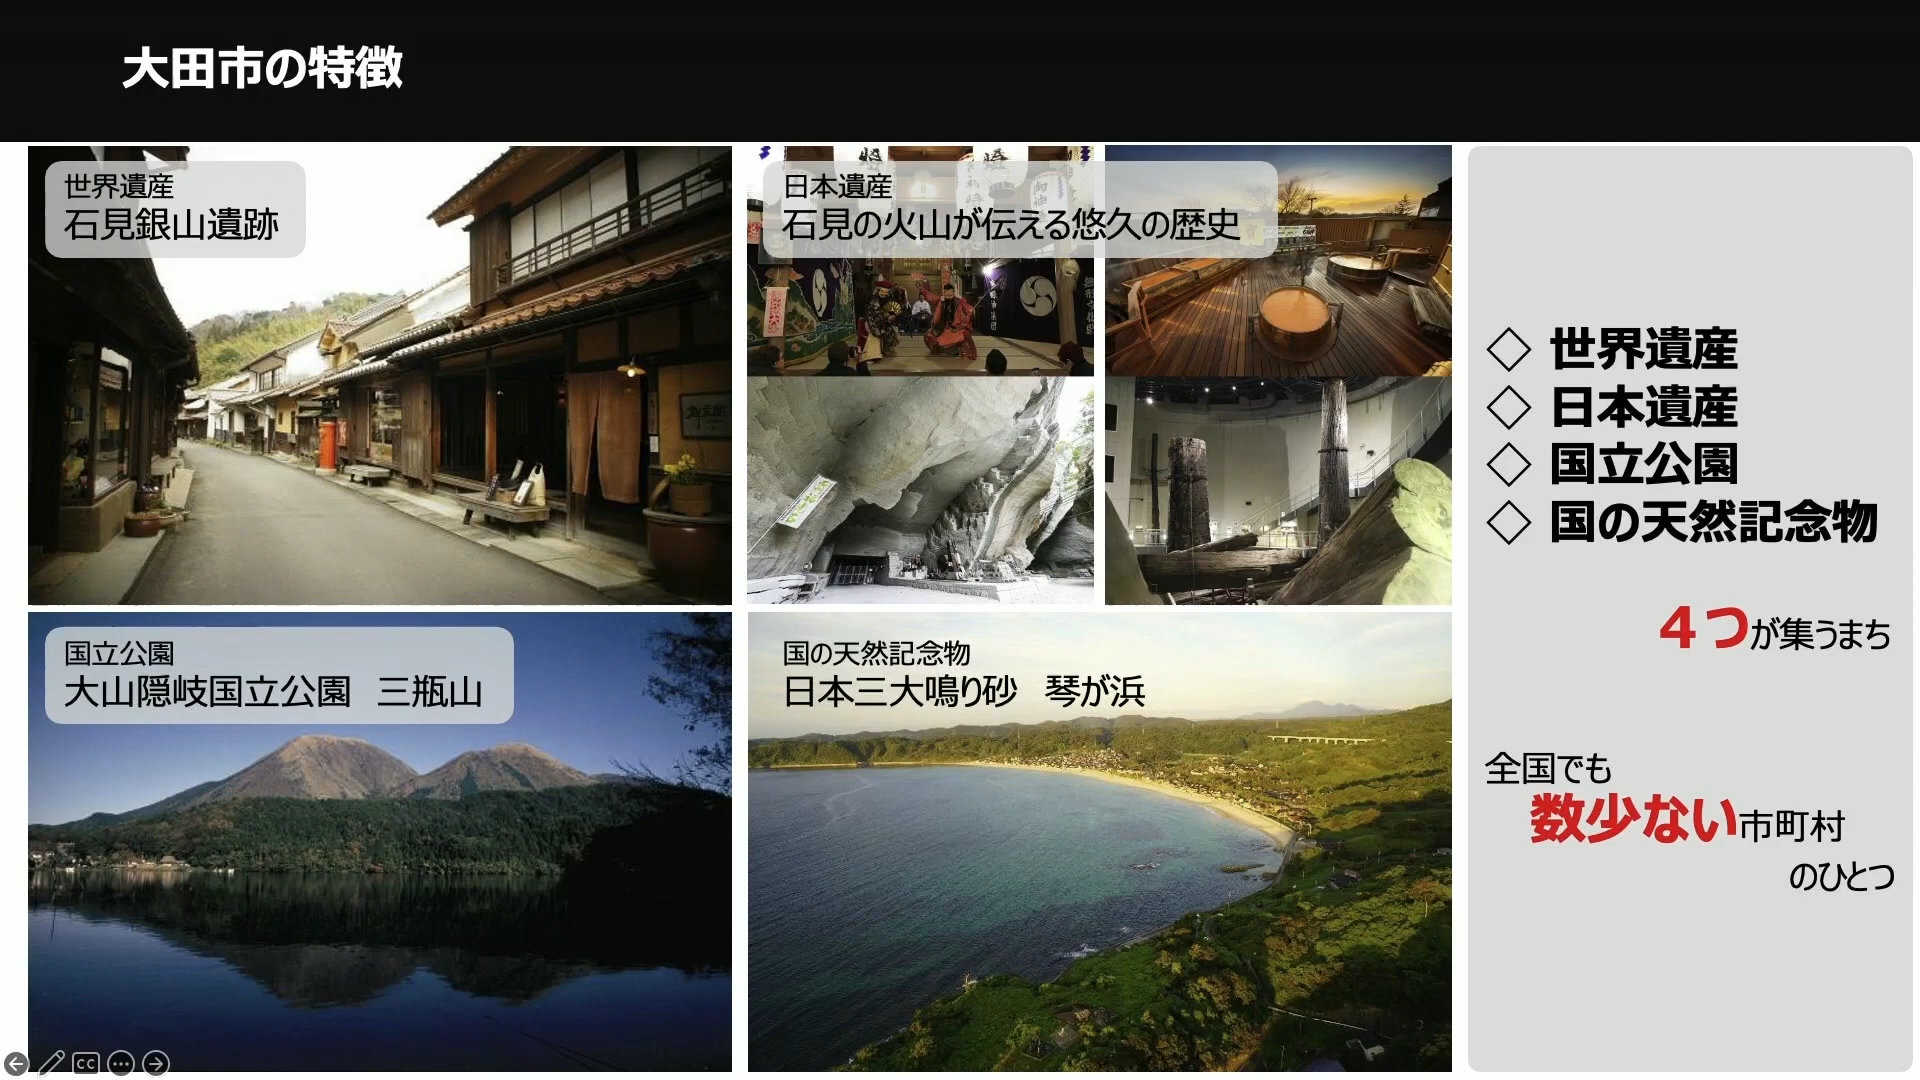 大田市の特徴
世界遺産
石見銀山遺跡
日本遺産
石見の火山が伝える悠久の歴史
国立公園
大山隠岐国立公園　三瓶山
国の天然記念物
日本三大鳴り砂　琴が浜
◇ 世界遺産
◇ 日本遺産
◇ 国立公園
◇ 国の天然記念物
４つが集うまち
全国でも
数少ない市町村
のひとつ
CC